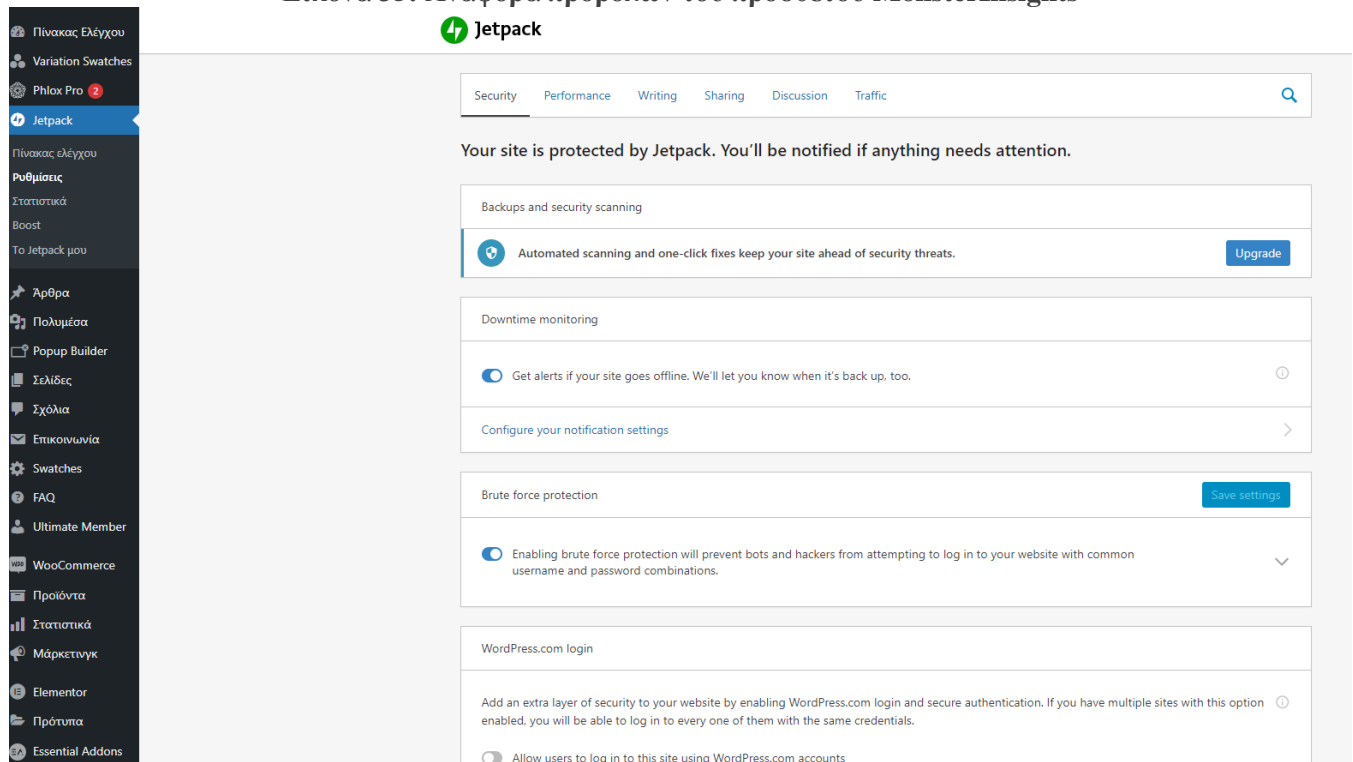 Εικόνα 33: Αναφορά προβολών του πρόσθετου MonsterInsights
Jetpack
Πίνακας Ελέγχου
Variation Swatches
Phlox Pro 2
Jetpack
Πίνακας ελέγχου
Ρυθμίσεις
Στατιστικά
Boost
Το Jetpack μου
Άρθρα
Πολυμέσα
Popup Builder
Σελίδες
Σχόλια
Επικοινωνία
Swatches
FAQ
Ultimate Member
WooCommerce
Προϊόντα
Στατιστικά
Μάρκετινγκ
Elementor
Πρότυπα
Essential Addons
Security Performance Writing Sharing Discussion Traffic
Your site is protected by Jetpack. You'll be notified if anything needs attention.
Backups and security scanning
Automated scanning and one-click fixes keep your site ahead of security threats. Upgrade
Downtime monitoring
Get alerts if your site goes offline. We'll let you know when it's back up, too.
Configure your notification settings
Brute force protection Save settings
Enabling brute force protection will prevent bots and hackers from attempting to log in to your website with common
username and password combinations.
WordPress.com login
Add an extra layer of security to your website by enabling WordPress.com login and secure authentication. If you have multiple sites with this option
enabled, you will be able to log in to every one of them with the same credentials.
Allow users to log in to this site using WordPress.com accounts